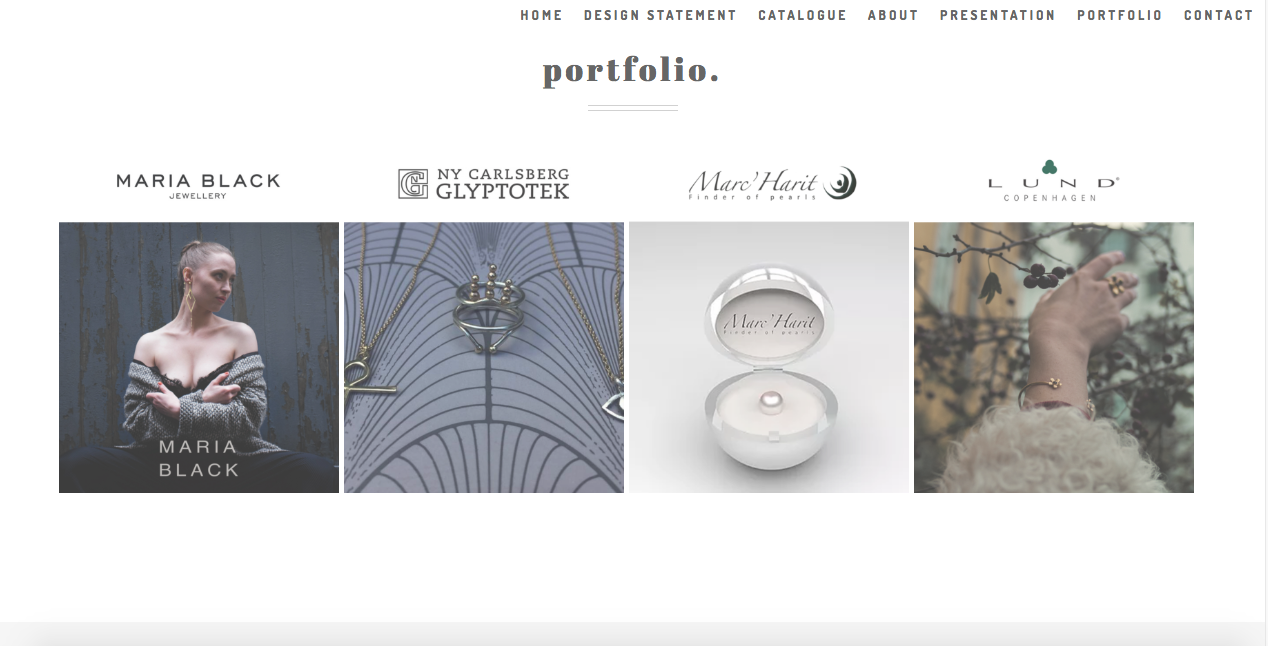 HOME DESIGN STATEMENT CATALOGUE ABOUT PRESENTATION PORTFOLIO CONTACT
portfolio.
MARIA BLACK
JEWELLERY
NY CARLSBERG
GLYPTOTEK
Marc'Harit
Finder of pearls
LUND®
COPENHAGEN
MARIA
BLACK
Marc'Harit
Finder of pearls